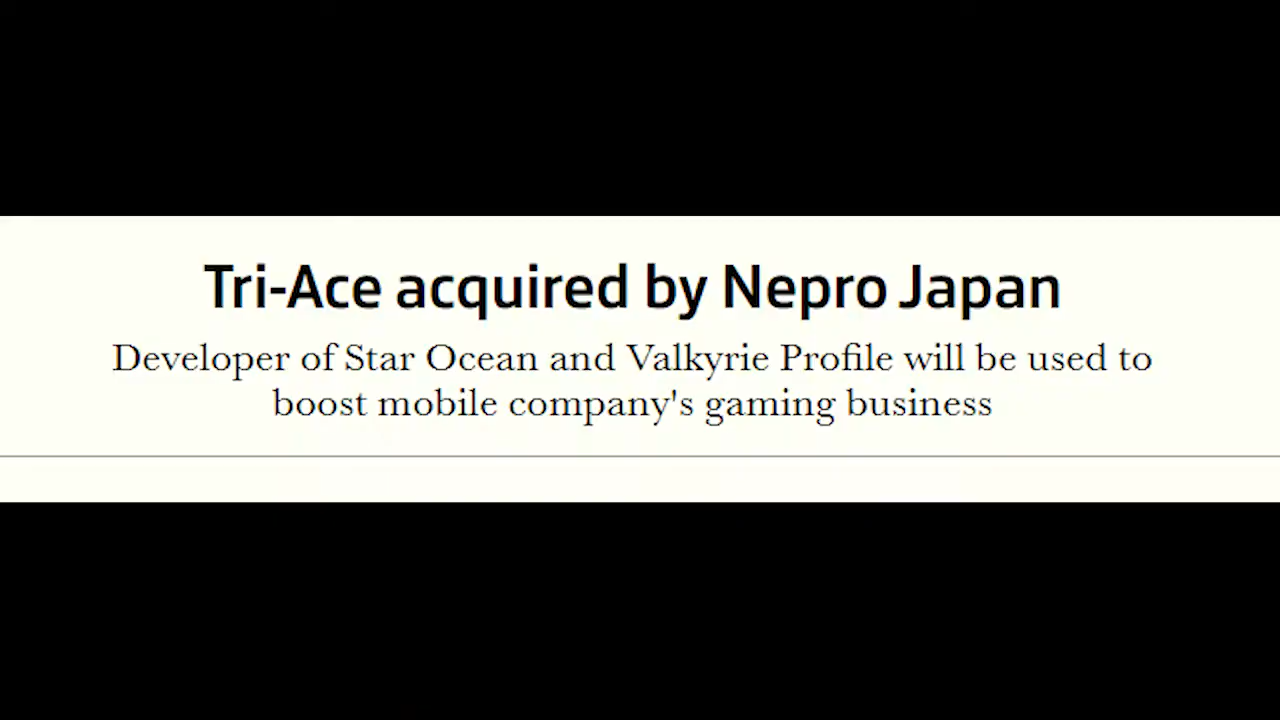 Tri-Ace acquired by Nepro Japan
Developer of Star Ocean and Valkyrie Profile will be used to
boost mobile company's gaming business